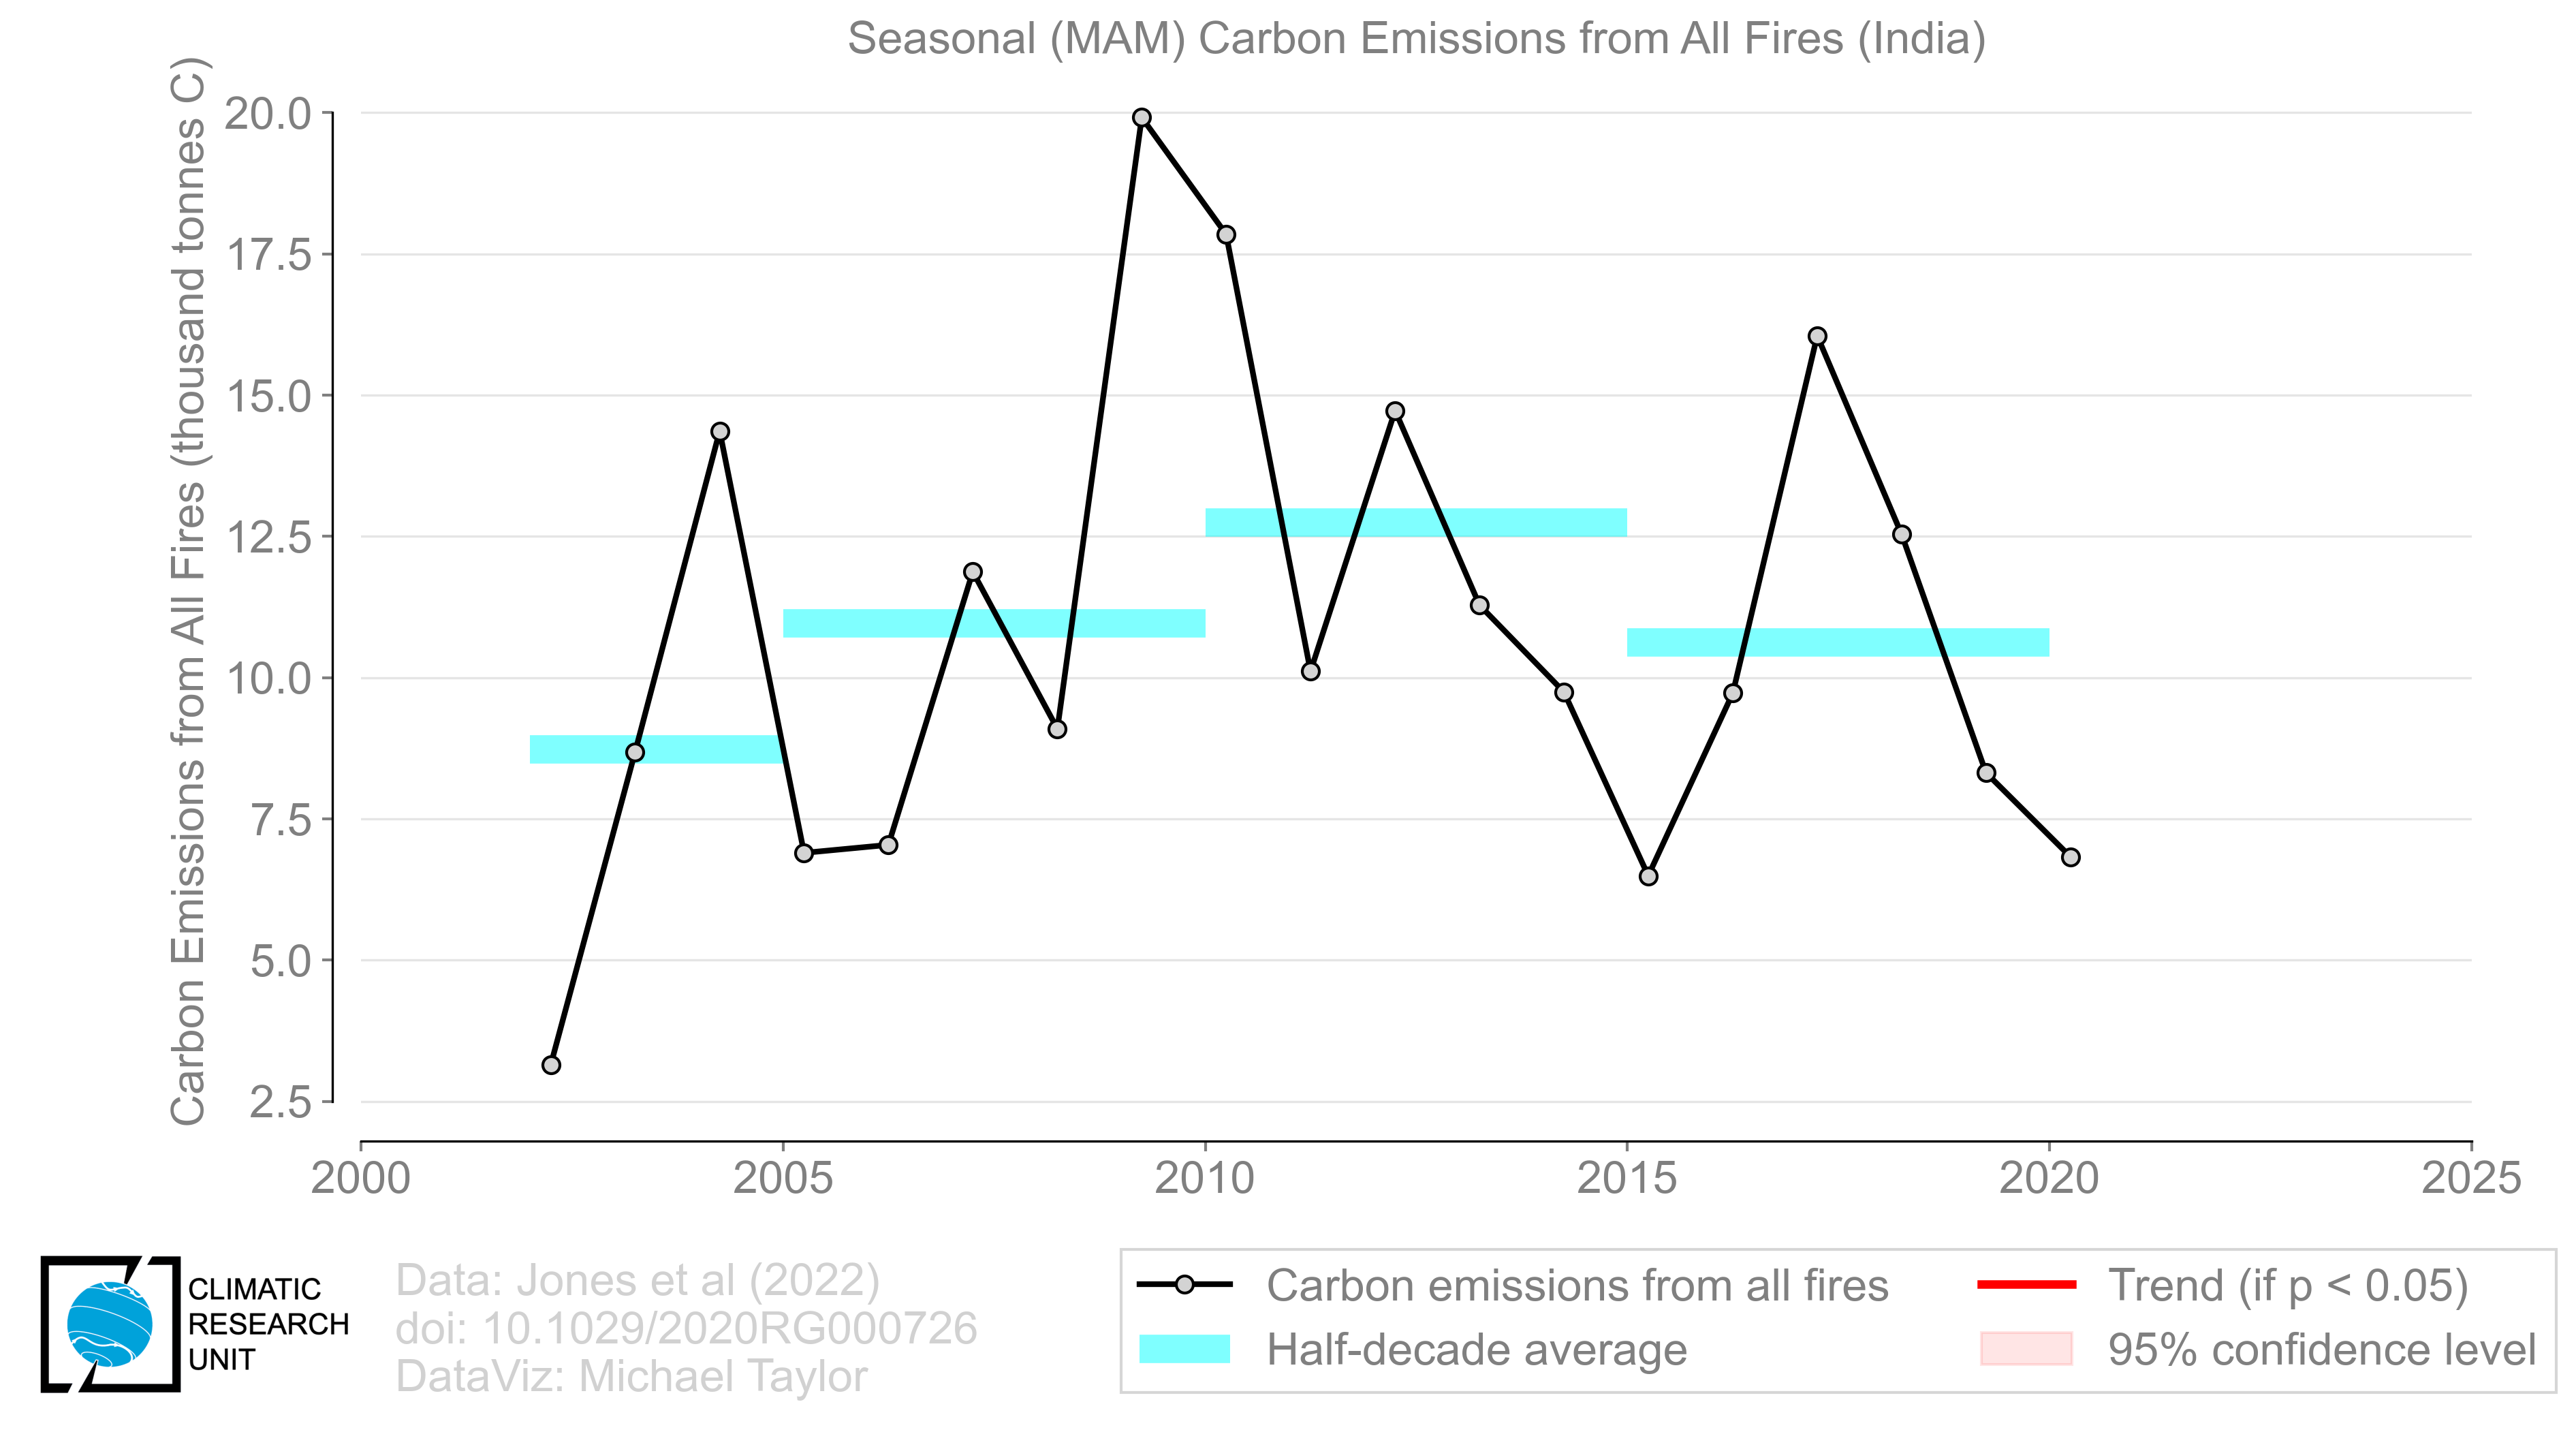 Seasonal (MAM) Carbon Emissions from All Fires (India)
Carbon Emissions from All Fires (thousand tonnes C)
20.0
17.5
15.0
12.5
10.0
7.5
5.0
2.5
2000 2005 2010 2015 2020 2025
CLIMATIC
RESEARCH
UNIT
Data: Jones et al (2022)
doi: 10.1029/2020RG000726
DataViz: Michael Taylor
Carbon emissions from all fires
Half-decade average
Trend (if p < 0.05)
95% confidence level